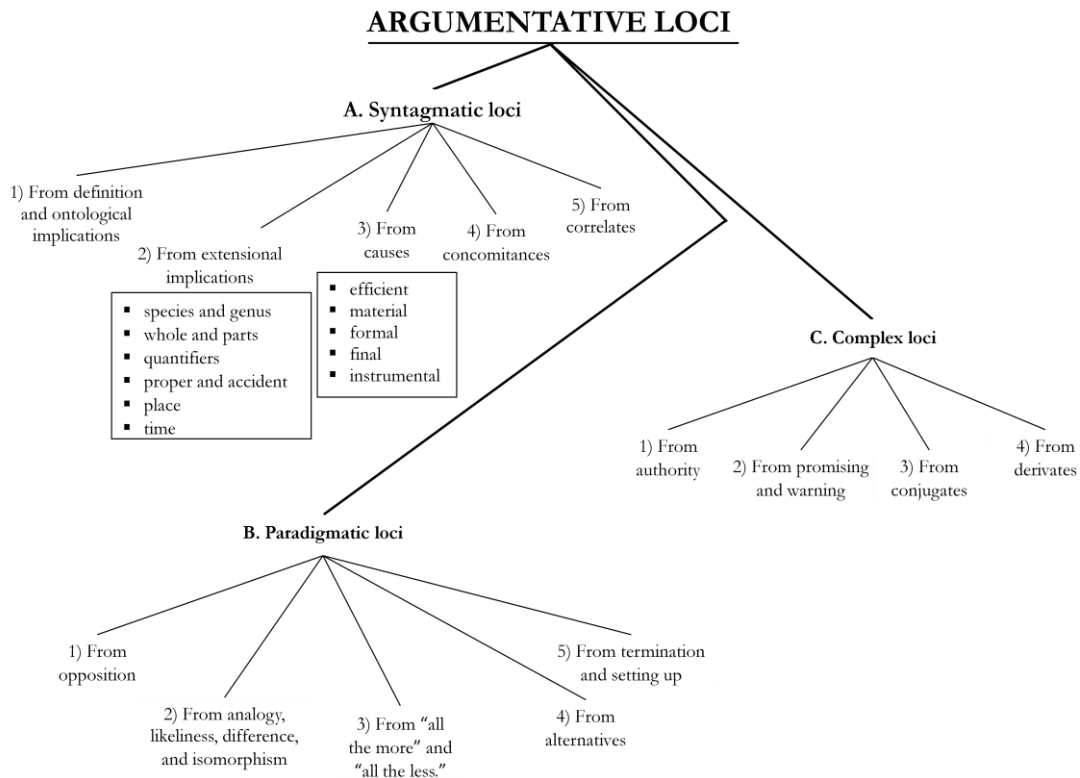 ARGUMENTATIVE LOCI
A. Syntagmatic loci
1) From definition
and ontological
implications
2) From extensional
implications
▪ species and genus
▪ whole and parts
▪ quantifiers
▪ proper and accident
▪ place
▪ time
3) From
causes
▪ efficient
▪ material
▪ formal
▪ final
▪ instrumental
4) From
concomitances
5) From
correlates
B. Paradigmatic loci
1) From
opposition
2) From analogy,
likeliness, difference,
and isomorphism
3) From "all
the more" and
"all the less."
4) From
alternatives
5) From termination
and setting up
C. Complex loci
1) From
authority
2) From promising
and warning
3) From
conjugates
4) From
derivates